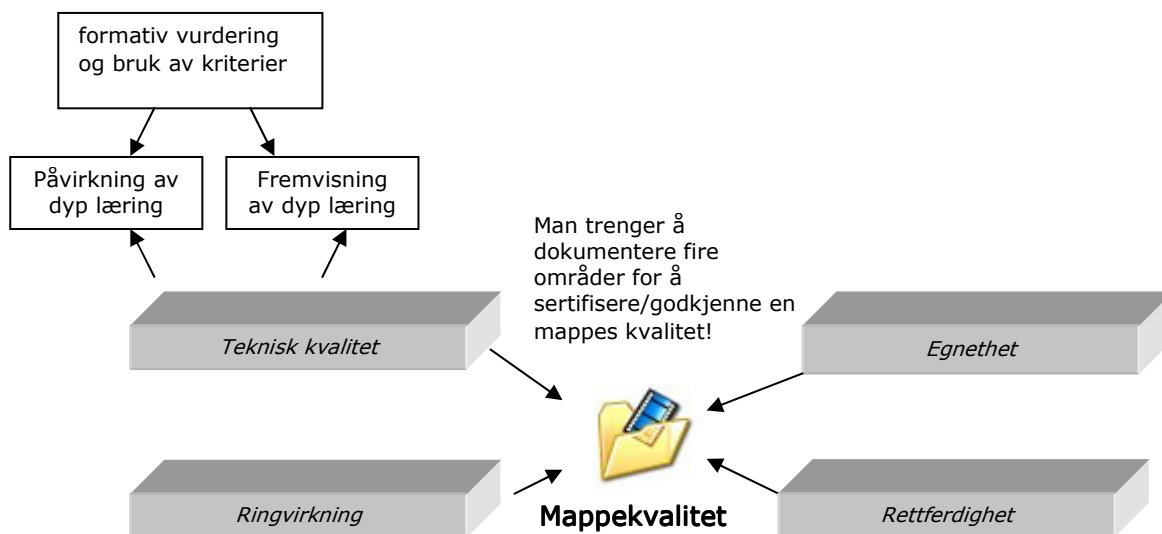 formativ vurdering
og bruk av kriterier
Påvirkning av
dyp læring
Fremvisning
av dyp læring
Man trenger å
dokumentere fire
områder for å
sertifisere/godkjenne en
mappes kvalitet!
Teknisk kvalitet
Egnethet
Ringvirkning
Mappekvalitet
Rettferdighet